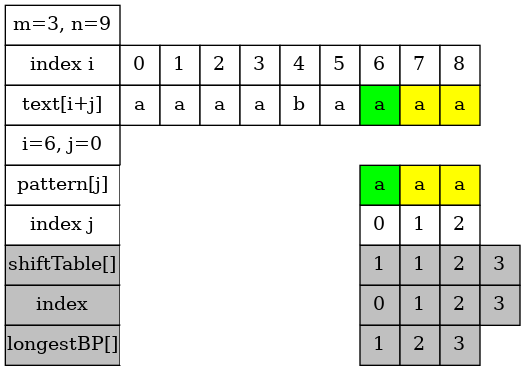 m=3, n=9
index i 0 1 2 3 4 5 6 7 8
text[i+j] a a a a b a a a a
i=6, j=0
pattern[j] a a a
index j 0 1 2
shiftTable[] 1 1 2 3
index 0 1 2 3
longestBP[] 1 2 3